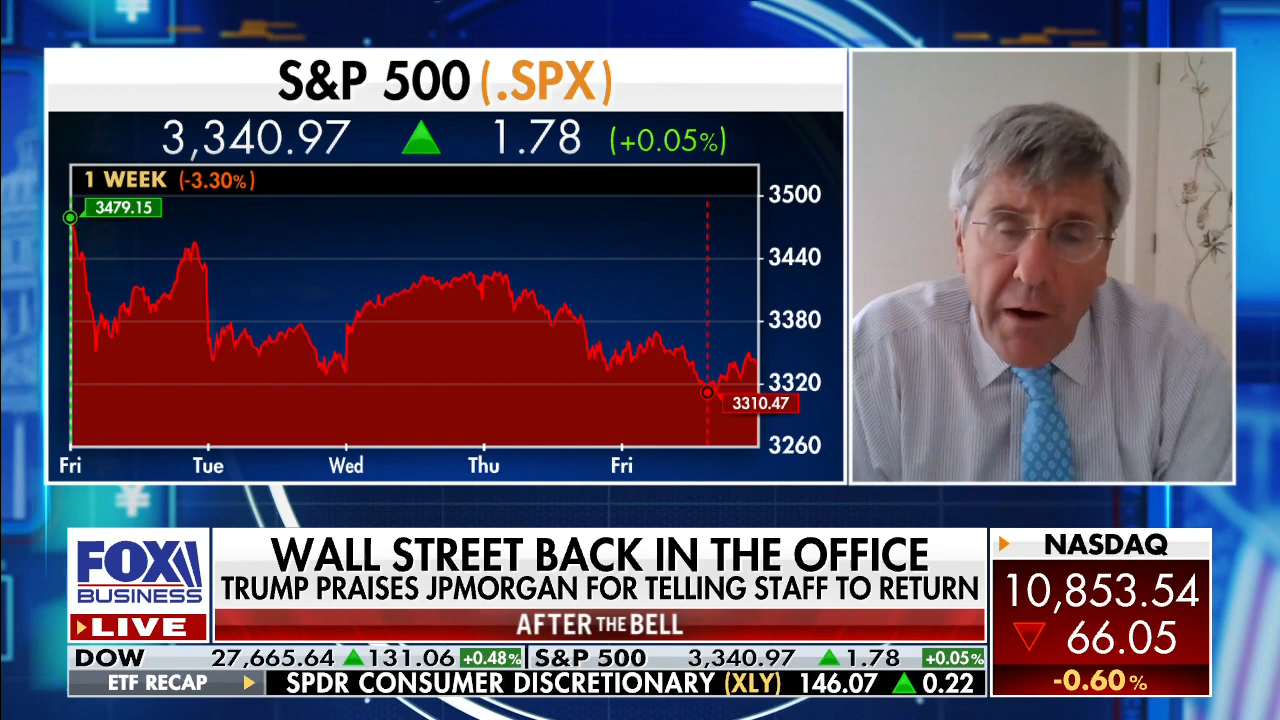 S&P 500 (.SPX)
3,340.97 ▲ 1.78 (+0.05%)
1 WEEK (-3.30%)
3479.15
3500
3440
3380
3320
3310.47
3260
Fri Tue Wed Thu Fri
FOX
BUSINESS
LIVE
WALL STREET BACK IN THE OFFICE
TRUMP PRAISES JPMORGAN FOR TELLING STAFF TO RETURN
AFTER THE BELL
NASDAQ
10,853.54
▽ 66.05
-0.60%
DOW 27,665.64 ▲ 131.06 +0.48% S&P 500 3,340.97 ▲ 1.78 +0.05%
ETF RECAP SPDR CONSUMER DISCRETIONARY (XLY) 146.07 ▲ 0.22